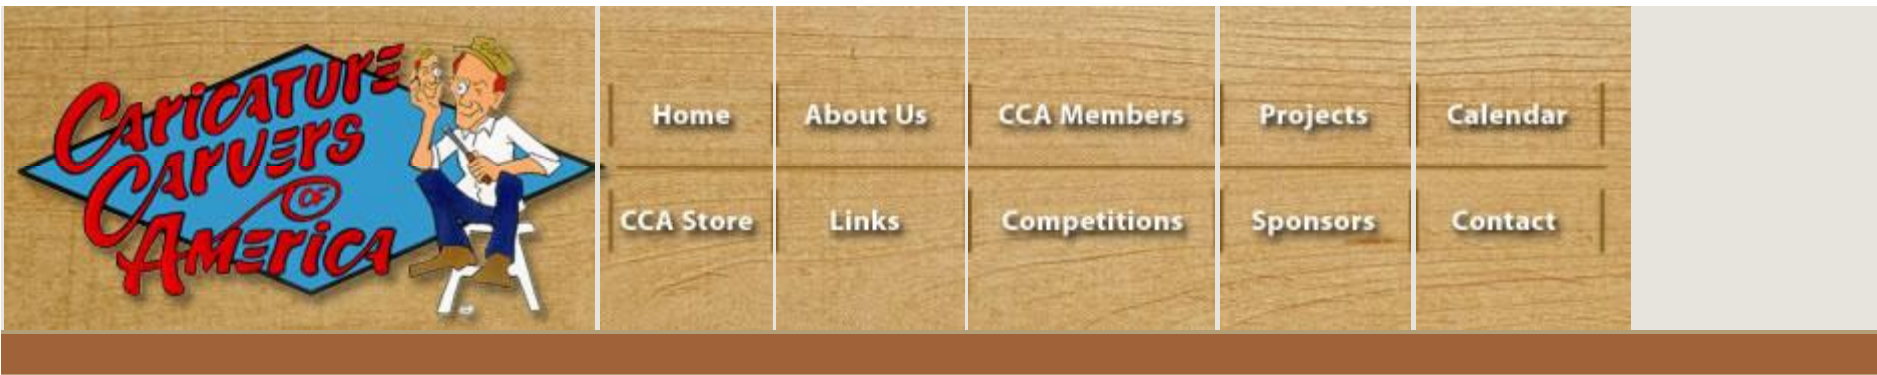 CARICATURE
CARVERS
OF
AMERICA
Home About Us CCA Members Projects Calendar
CCA Store Links Competitions Sponsors Contact